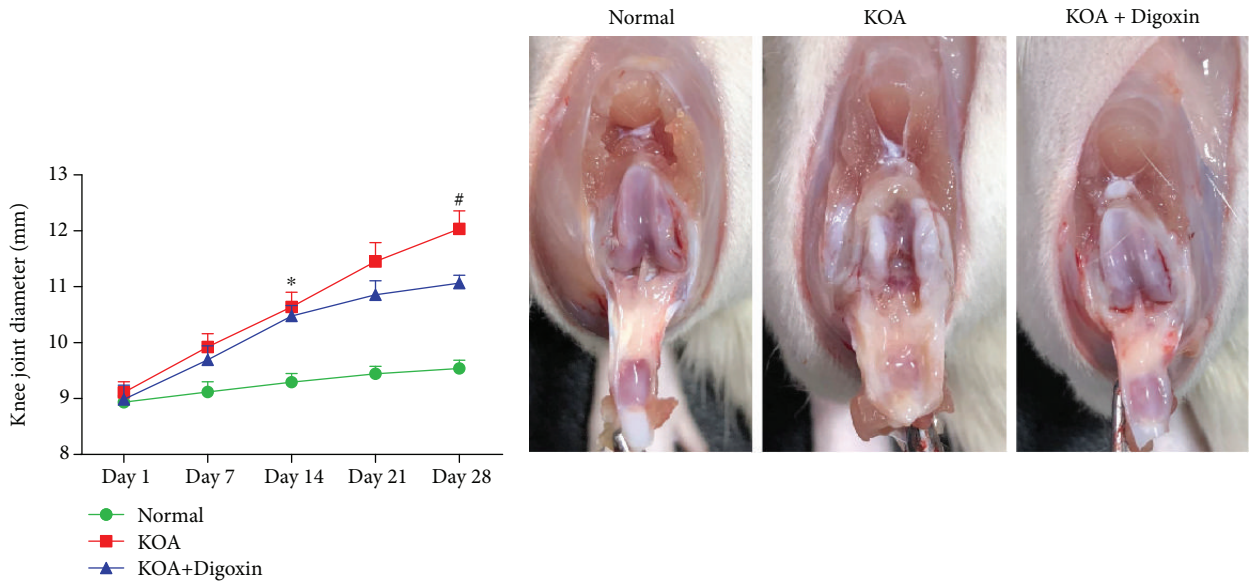 Normal
KOA
KOA + Digoxin
Knee joint diameter (mm)
13
12
11
10
9
8
*
#
Day 1
Day 7
Day 14
Day 21
Day 28
Normal
KOA
KOA+Digoxin